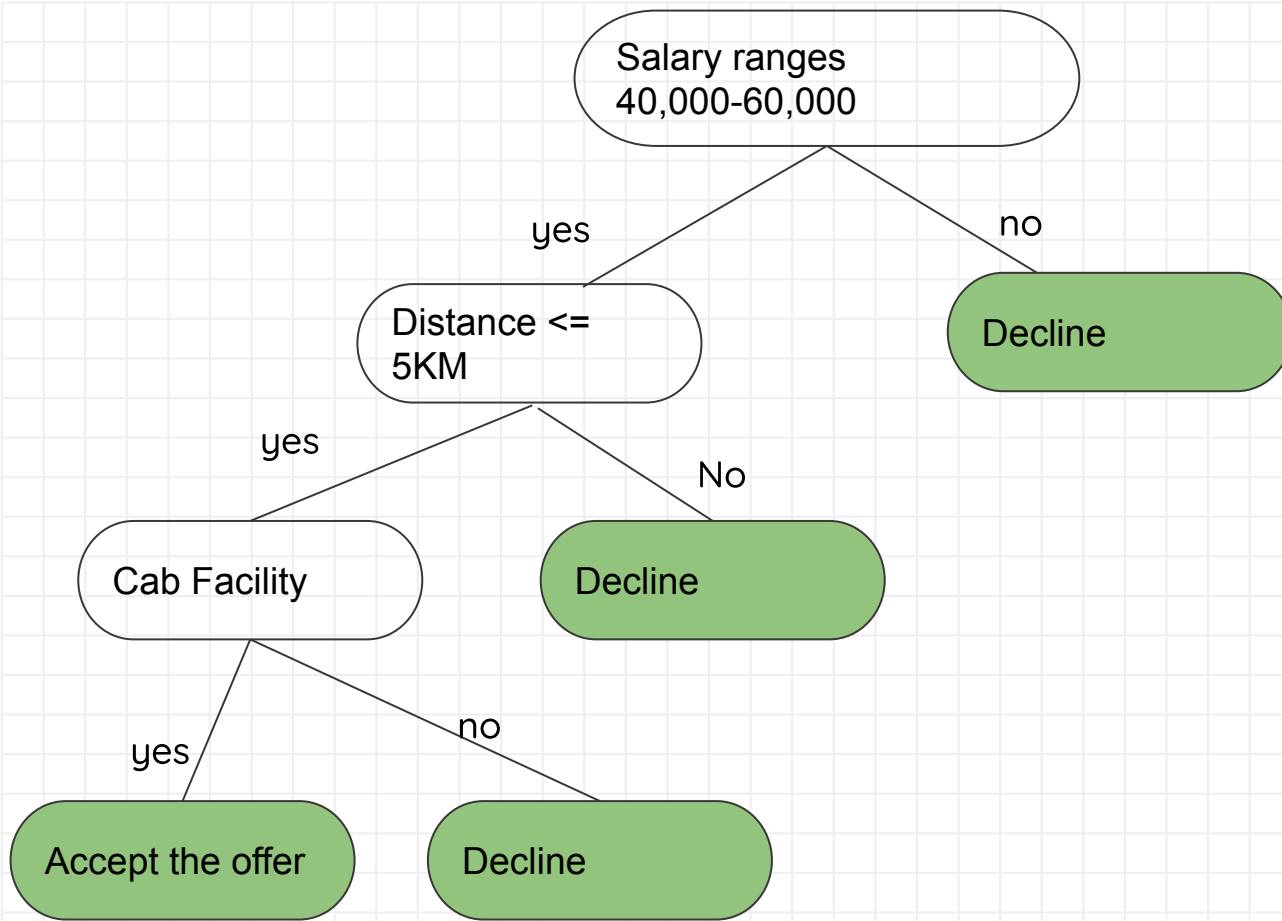 Salary ranges
40,000-60,000
yes
no
Distance <=
5KM
Decline
yes
No
Cab Facility
Decline
yes
no
Accept the offer
Decline